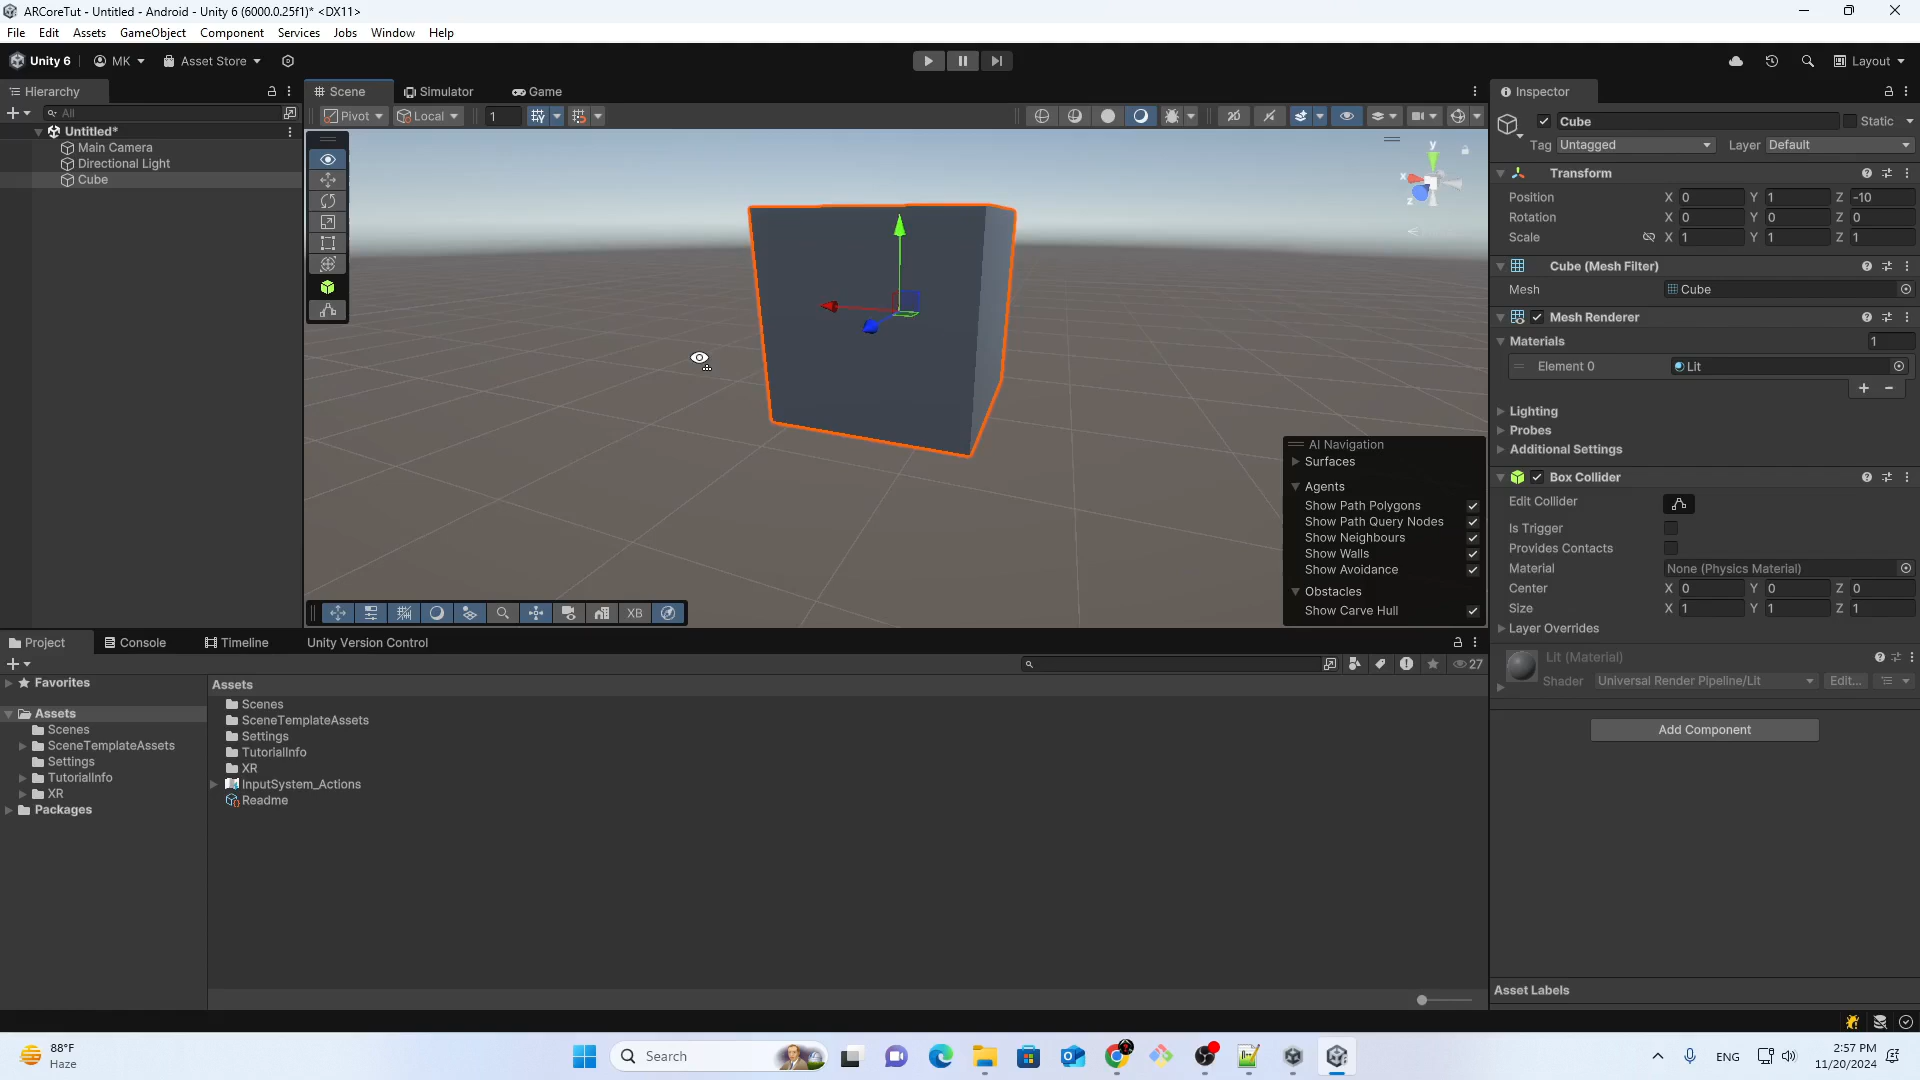 ARCoreTut - Untitled - Android - Unity 6 (6000.0.25f1)* <DX11>
File Edit Assets GameObject Component Services Jobs Window Help
Unity 6 MK Asset Store Layout
Hierarchy
All
Untitled*
Main Camera
Directional Light
Cube
Scene Simulator Game
Pivot Local 1 2D
y
x
z
AI Navigation
Surfaces
Agents
Show Path Polygons
Show Path Query Nodes
Show Neighbours
Show Walls
Show Avoidance
Obstacles
Show Carve Hull
XB
Inspector
Cube Static
Tag Untagged Layer Default
Transform
Position X 0 Y 1 Z -10
Rotation X 0 Y 0 Z 0
Scale X 1 Y 1 Z 1
Cube (Mesh Filter)
Mesh Cube
Mesh Renderer
Materials 1
Element 0 Lit
+ -
Lighting
Probes
Additional Settings
Box Collider
Edit Collider
Is Trigger
Provides Contacts
Material None (Physics Material)
Center X 0 Y 0 Z 0
Size X 1 Y 1 Z 1
Layer Overrides
Lit (Material)
Shader Universal Render Pipeline/Lit Edit...
Add Component
Asset Labels
Project Console Timeline Unity Version Control
27
Favorites
Assets
Scenes
SceneTemplateAssets
Settings
TutorialInfo
XR
Packages
Assets
Scenes
SceneTemplateAssets
Settings
TutorialInfo
XR
InputSystem_Actions
Readme
88°F
Haze
Search
ENG
2:57 PM
11/20/2024